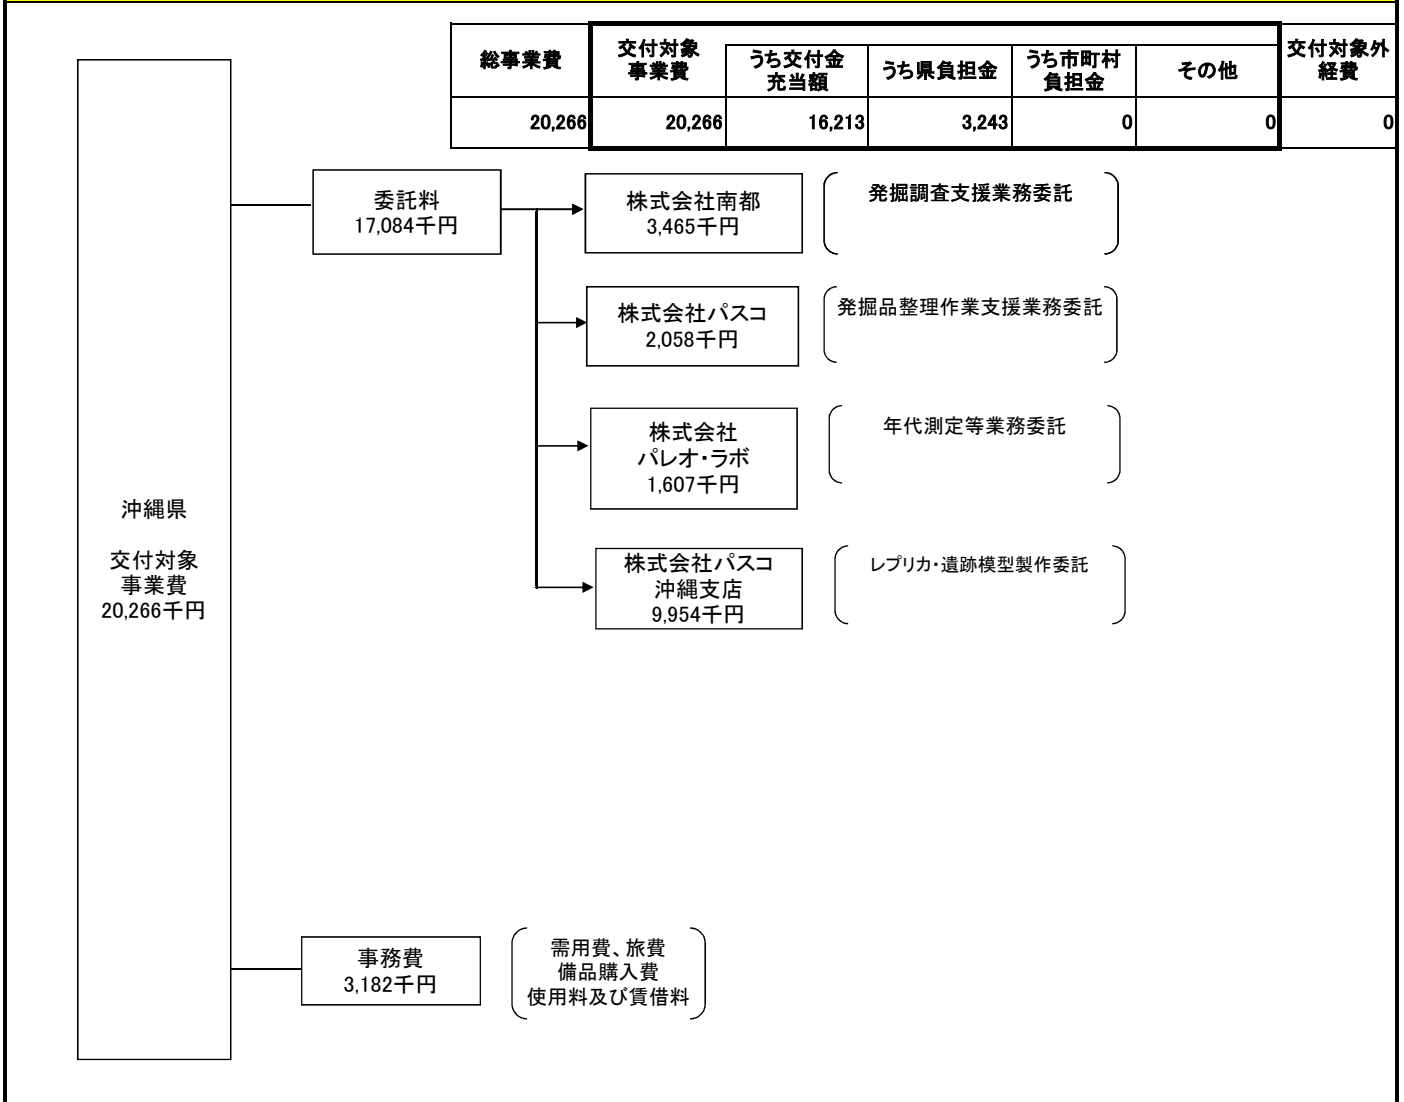 総事業費
交付対象
事業費
うち交付金
充当額
うち県負担金
うち市町村
負担金
その他
交付対象外
経費
20,266
20,266
16,213
3,243
0
0
0
委託料
17,084千円
株式会社南都
3,465千円
発掘調査支援業務委託
株式会社パスコ
2,058千円
発掘品整理作業支援業務委託
株式会社
パレオ・ラボ
1,607千円
年代測定等業務委託
沖縄県
交付対象
事業費
20,266千円
株式会社パスコ
沖縄支店
9,954千円
レプリカ・遺跡模型製作委託
事務費
3,182千円
需用費、旅費
備品購入費
使用料及び賃借料